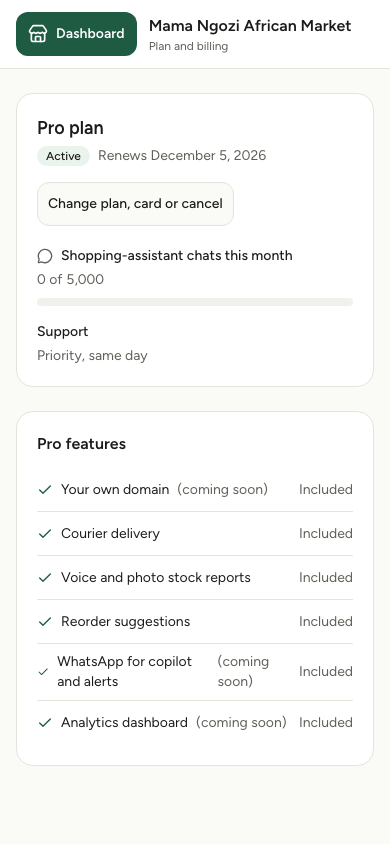 Dashboard
Mama Ngozi African Market
Plan and billing
Pro plan
Active Renews December 5, 2026
Change plan, card or cancel
Shopping-assistant chats this month
0 of 5,000
Support
Priority, same day
Pro features
Your own domain (coming soon) Included
Courier delivery Included
Voice and photo stock reports Included
Reorder suggestions Included
WhatsApp for copilot and alerts (coming soon) Included
Analytics dashboard (coming soon) Included